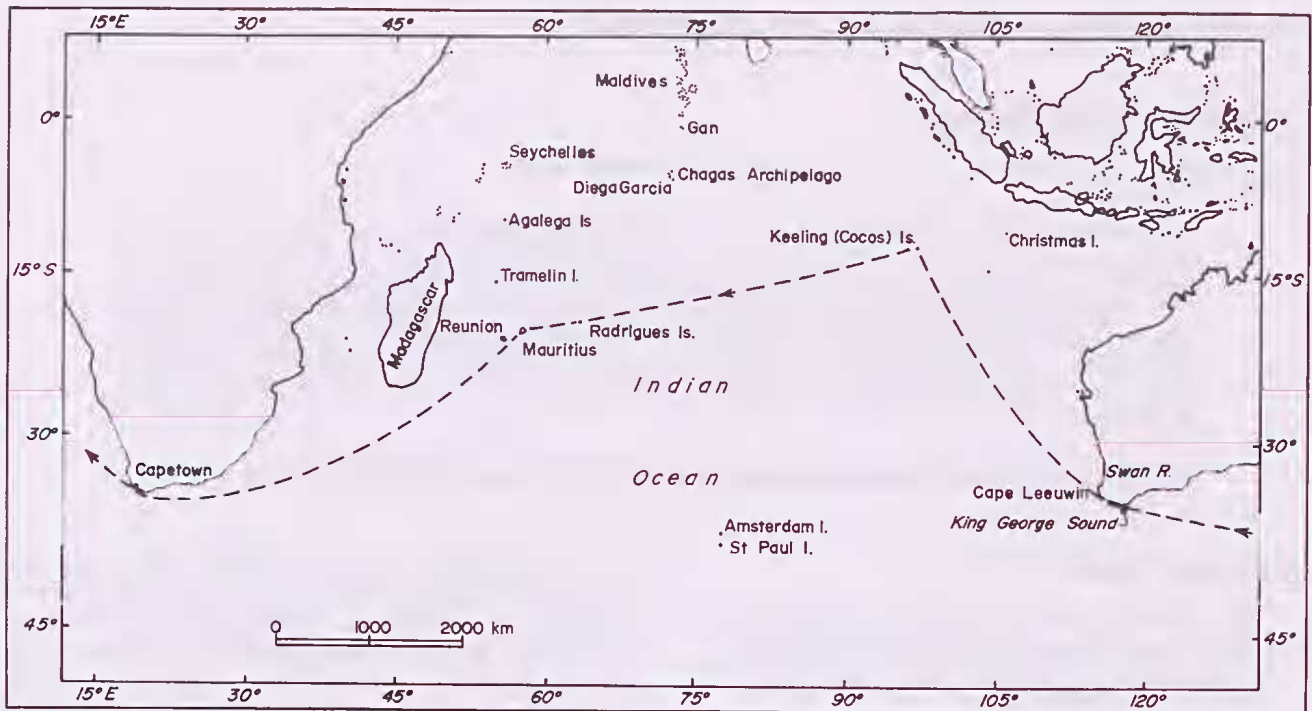 15°E 30° 45° 60° 75° 90° 105° 120°
Maldives
0° 0°
Gan
Seychelles
Chagas Archipelago
Diega Garcia
Agalega Is
Keeling (Cocos) Is.
Christmas I.
15°S 15°S
Tramelin I.
Madagascar
Reunion
Radrigues Is.
Mauritius
Indian
30° 30°
Capetown
Swan R.
Ocean
Cape Leeuwin
King George Sound
Amsterdam I.
St Paul I.
0 1000 2000 km
45° 45°
15°E 30° 45° 60° 75° 90° 105° 120°